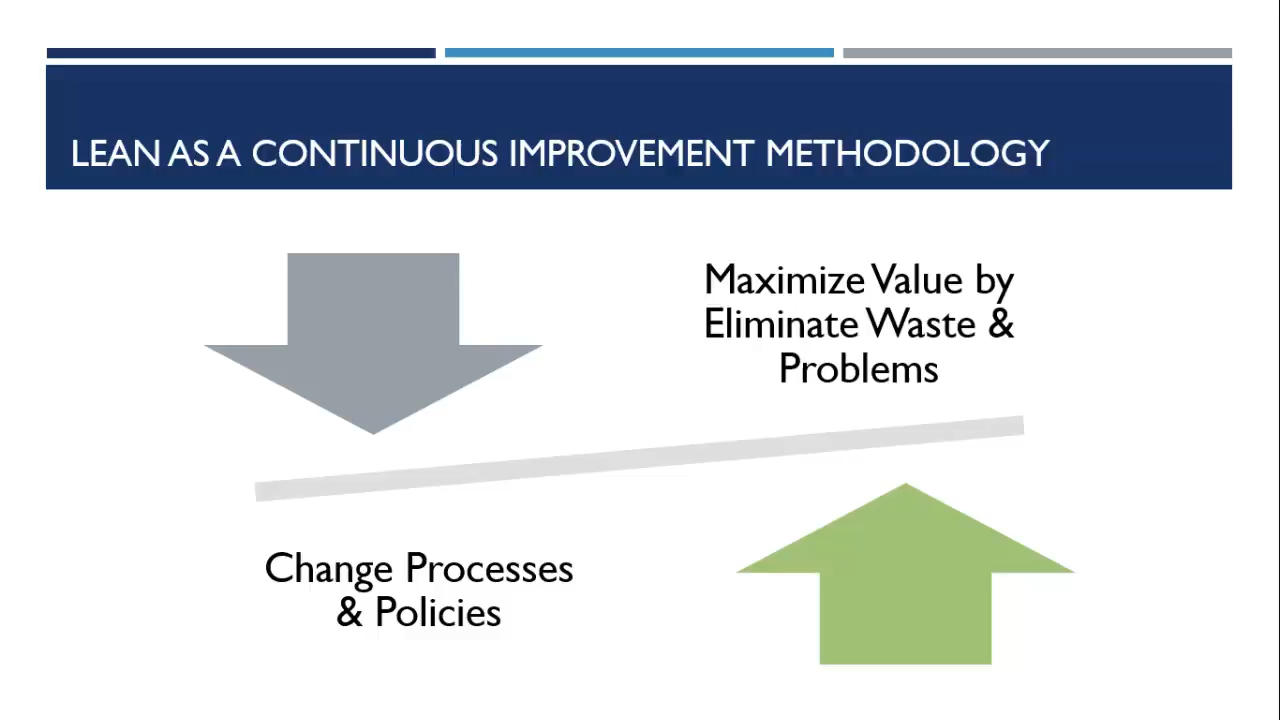 LEAN AS A CONTINUOUS IMPROVEMENT METHODOLOGY
Maximize Value by
Eliminate Waste &
Problems
Change Processes
& Policies